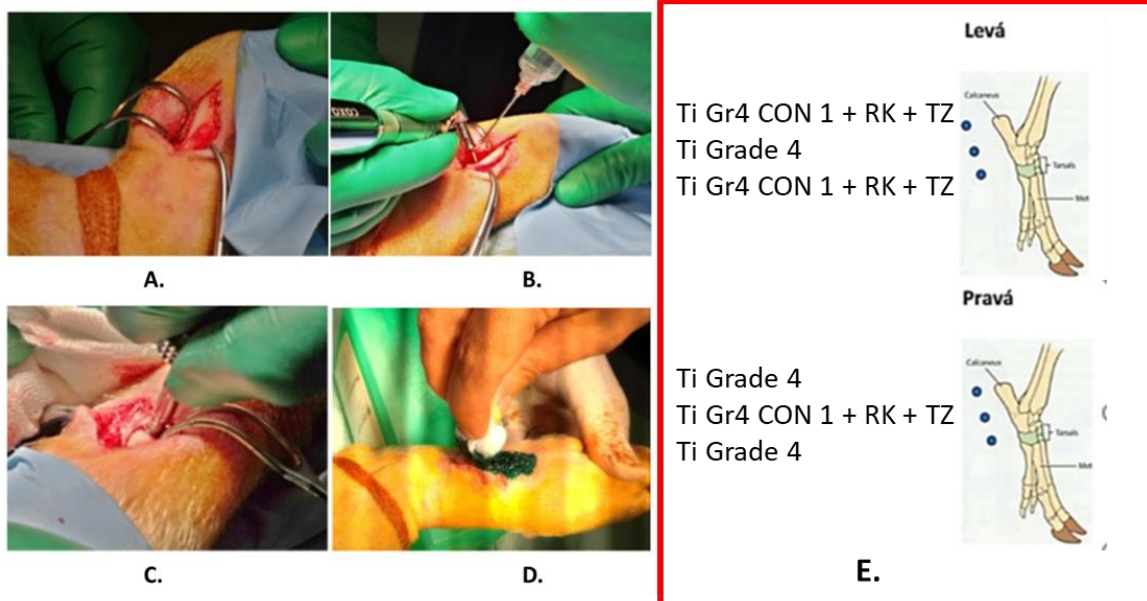 A.
B.
C.
D.
Levá
Ti Gr4 CON 1 + RK + TZ
Ti Grade 4
Ti Gr4 CON 1 + RK + TZ
Calcaneus
Tarsals
Met
Pravá
Ti Grade 4
Ti Gr4 CON 1 + RK + TZ
Ti Grade 4
Calcaneus
Tarsals
Met
E.